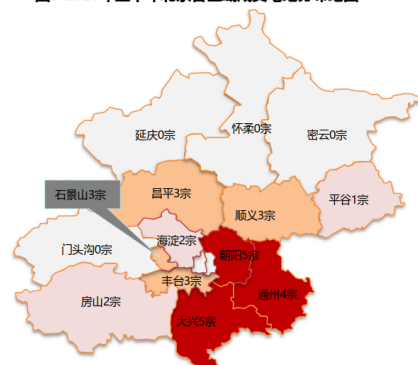 延庆0宗
怀柔0宗
密云0宗
石景山3宗
昌平3宗
平谷1宗
顺义3宗
门头沟0宗
海淀2宗
朝阳5宗
丰台3宗
房山2宗
通州4宗
大兴5宗